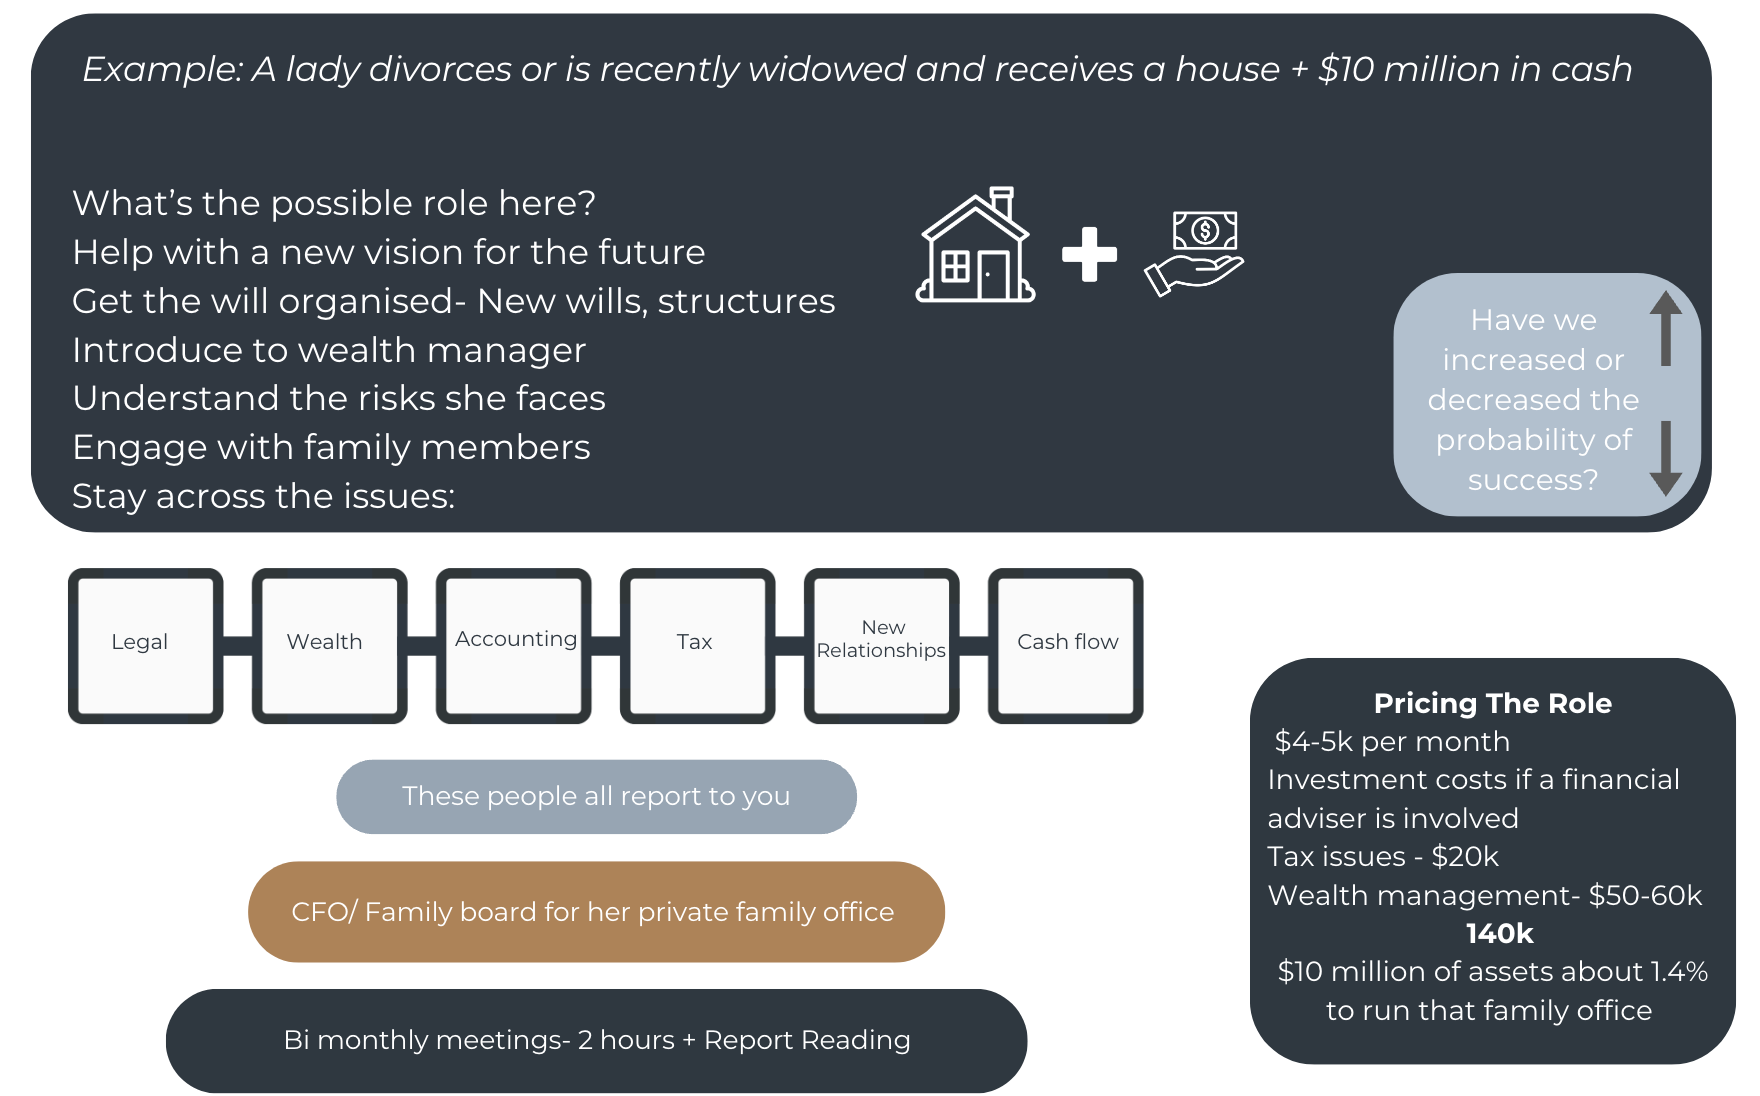 Example: A lady divorces or is recently widowed and receives a house + $10 million in cash
What's the possible role here?
Help with a new vision for the future
Get the will organised- New wills, structures
Introduce to wealth manager
Understand the risks she faces
Engage with family members
Stay across the issues:
$
Have we
increased or
decreased the
probability of
success?
Legal
Wealth
Accounting
Tax
New
Relationships
Cash flow
These people all report to you
CFO/ Family board for her private family office
Bi monthly meetings- 2 hours + Report Reading
Pricing The Role
$4-5k per month
Investment costs if a financial
adviser is involved
Tax issues - $20k
Wealth management- $50-60k
140k
$10 million of assets about 1.4%
to run that family office